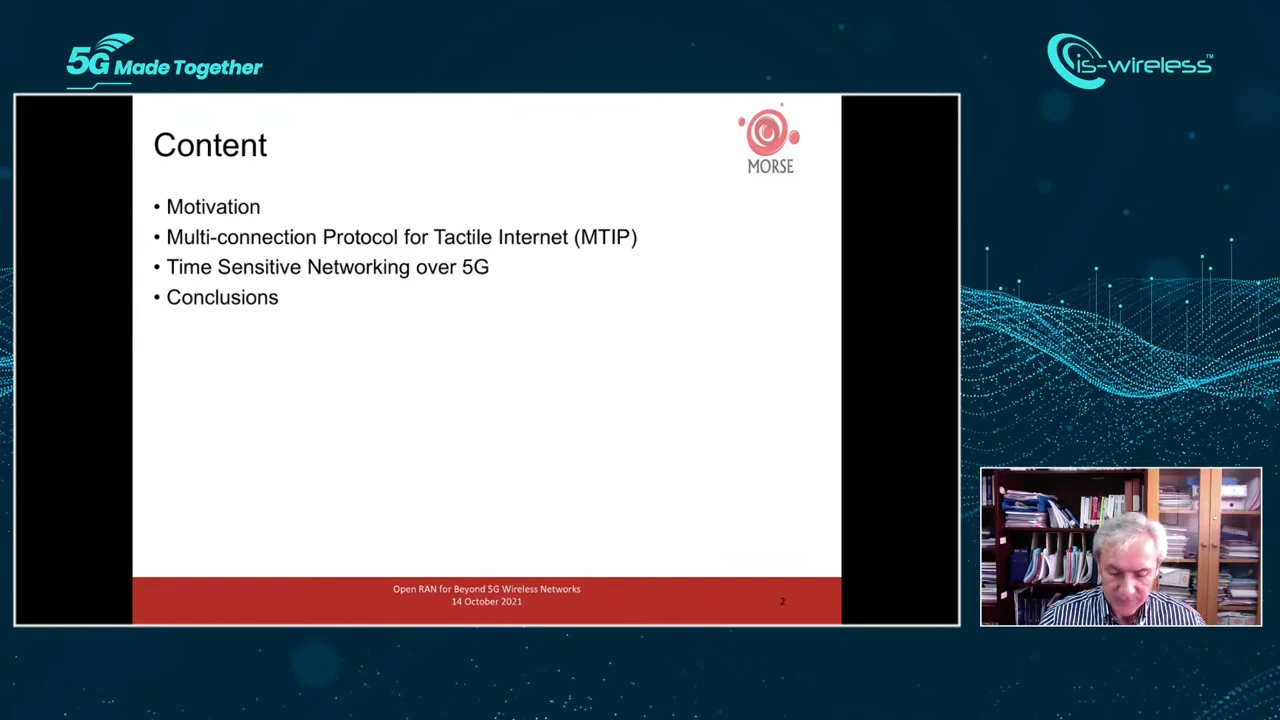 5G Made Together
is-wireless™
Content
MORSE
• Motivation
• Multi-connection Protocol for Tactile Internet (MTIP)
• Time Sensitive Networking over 5G
• Conclusions
Open RAN for Beyond 5G Wireless Networks
14 October 2021
2